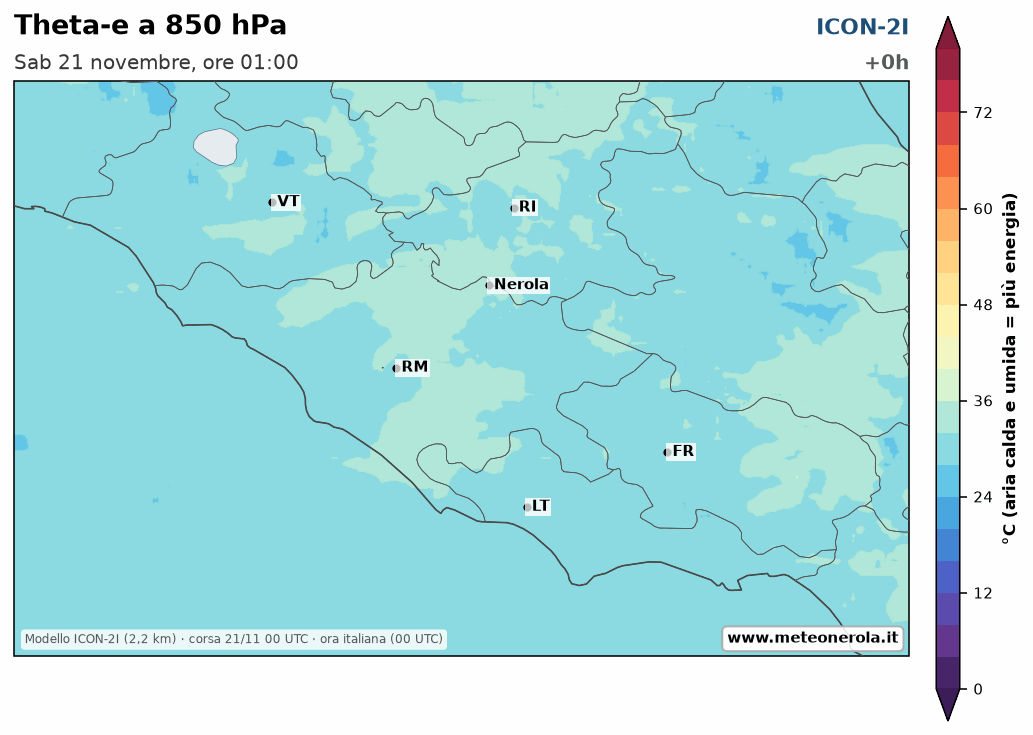 Theta-e a 850 hPa
ICON-2I
Sab 21 novembre, ore 01:00
+0h
VT
RI
Nerola
RM
FR
LT
Modello ICON-2I (2,2 km) · corsa 21/11 00 UTC · ora italiana (00 UTC)
www.meteonerola.it
72
60
48
36
24
12
0
°C (aria calda e umida = più energia)